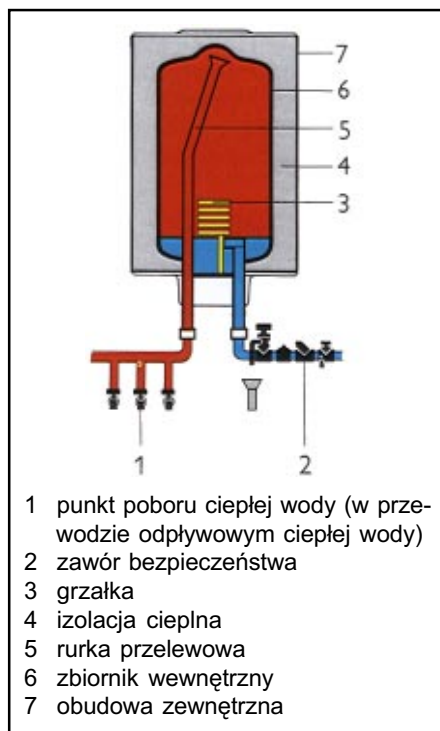 7
6
5
4
3
1
2
1 punkt poboru ciepłej wody (w prze-
wodzie odpływowym ciepłej wody)
2 zawór bezpieczeństwa
3 grzałka
4 izolacja cieplna
5 rurka przelewowa
6 zbiornik wewnętrzny
7 obudowa zewnętrzna